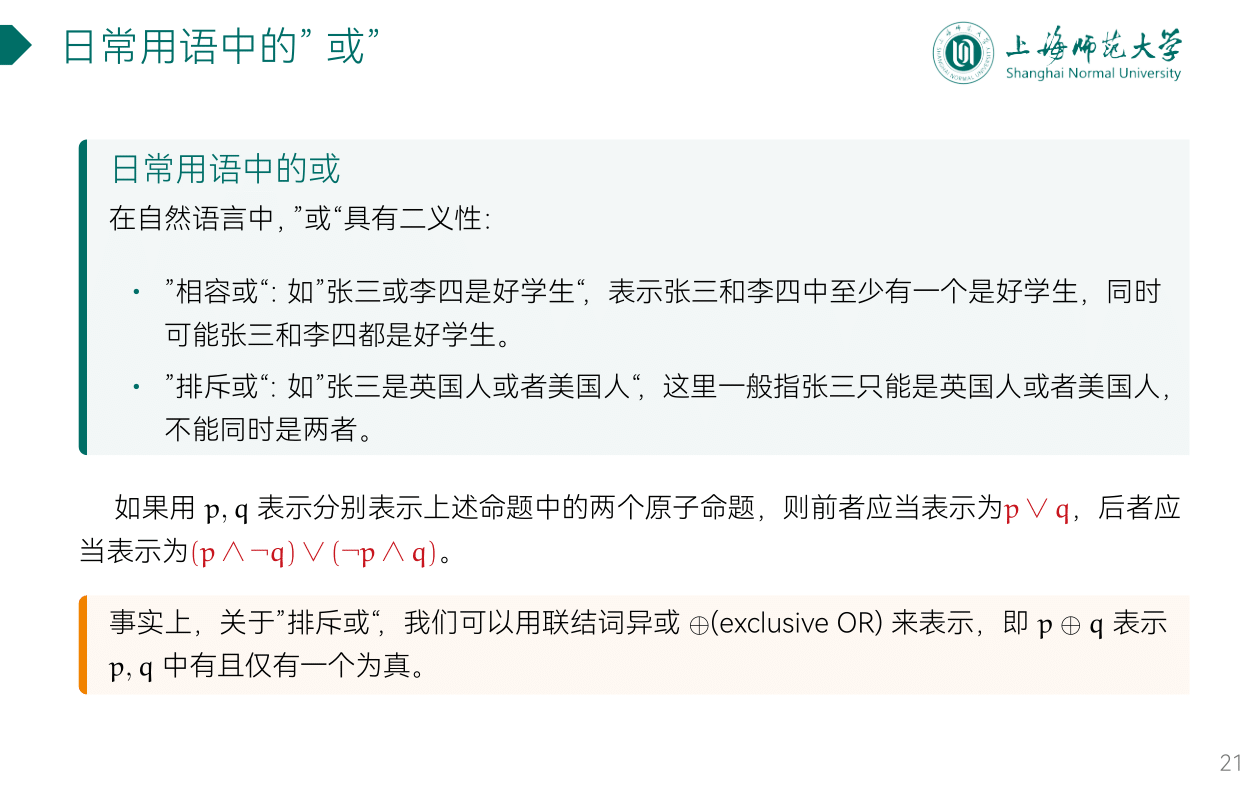 日常用语中的” 或”
上海师范大学
Shanghai Normal University
日常用语中的或
在自然语言中, ”或“具有二义性:
• ”相容或“: 如”张三或李四是好学生“, 表示张三和李四中至少有一个是好学生, 同时
可能张三和李四都是好学生。
• ”排斥或“: 如”张三是英国人或者美国人“, 这里一般指张三只能是英国人或者美国人,
不能同时是两者。
如果用 p, q 表示分别表示上述命题中的两个原子命题, 则前者应当表示为p ∨ q, 后者应
当表示为(p ∧ ¬q) ∨ (¬p ∧ q)。
事实上, 关于”排斥或“, 我们可以用联结词异或 ⊕(exclusive OR) 来表示, 即 p ⊕ q 表示
p, q 中有且仅有一个为真。
21